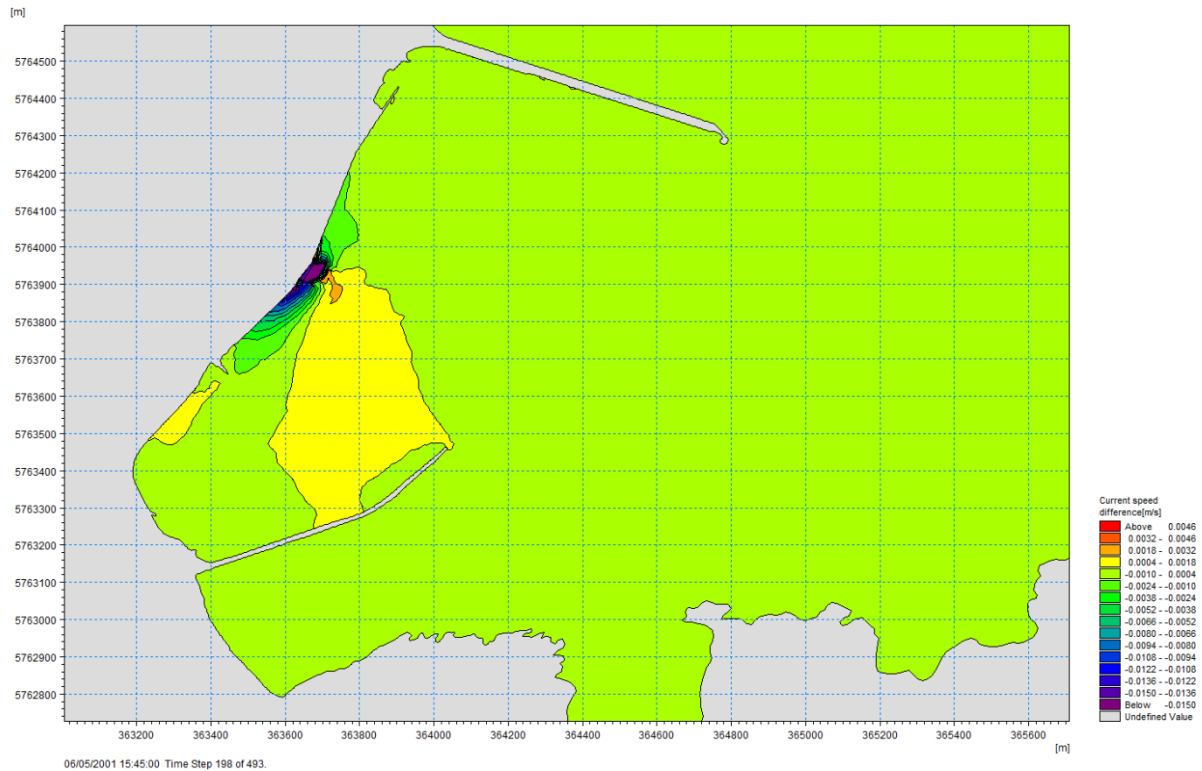 [m]
5764500
5764400
5764300
5764200
5764100
5764000
5763900
5763800
5763700
5763600
5763500
5763400
5763300
5763200
5763100
5763000
5762900
5762800
363200 363400 363600 363800 364000 364200 364400 364600 364800 365000 365200 365400 365600
[m]
06/05/2001 15:45:00 Time Step 198 of 493.
Current speed
difference[m/s]
Above 0.0046
0.0032 - 0.0046
0.0018 - 0.0032
0.0004 - 0.0018
-0.0010 - 0.0004
-0.0024 - -0.0010
-0.0038 - -0.0024
-0.0052 - -0.0038
-0.0066 - -0.0052
-0.0080 - -0.0066
-0.0094 - -0.0080
-0.0108 - -0.0094
-0.0122 - -0.0108
-0.0136 - -0.0122
-0.0150 - -0.0136
Below -0.0150
Undefined Value